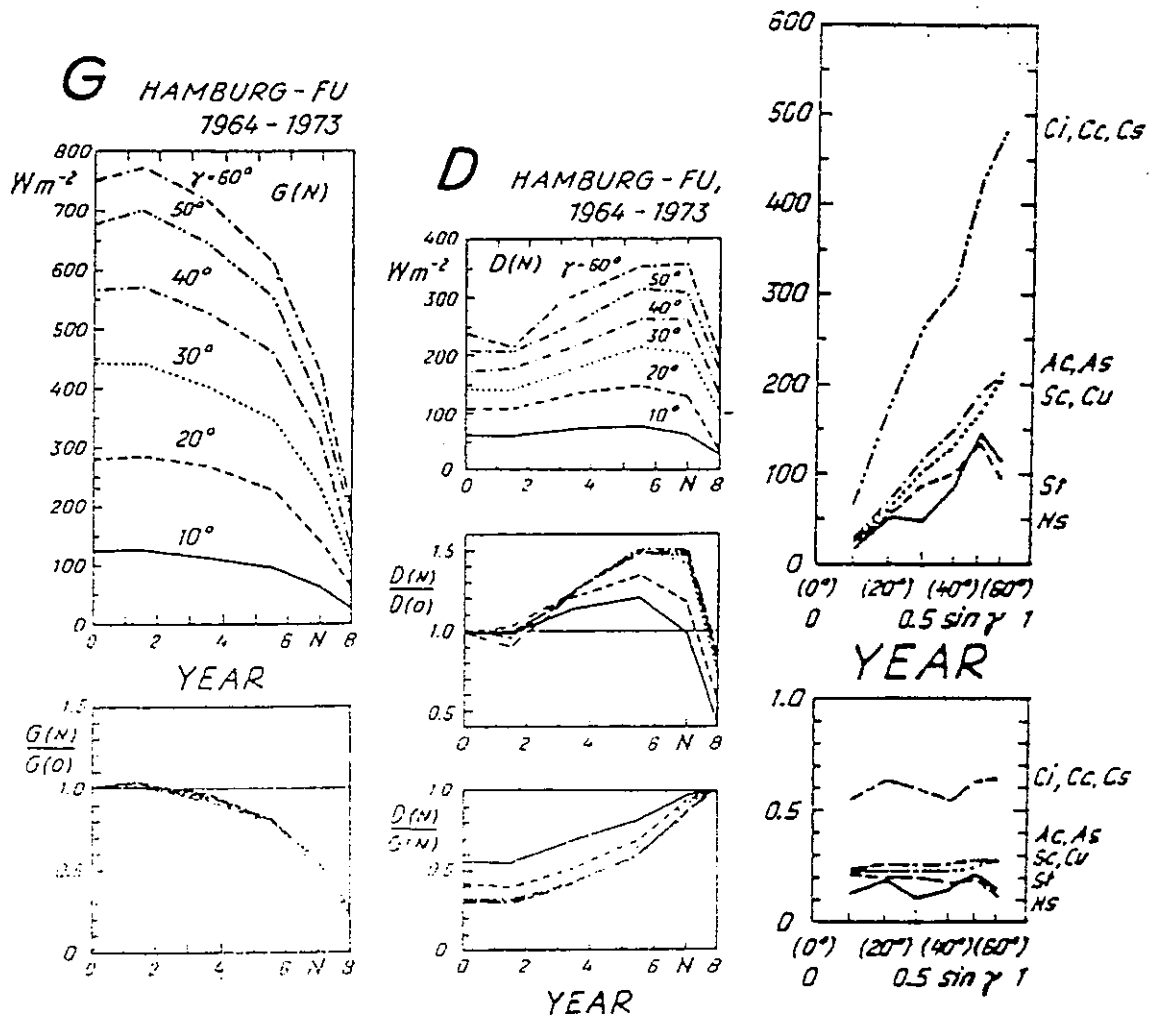 G HAMBURG-FU
1964-1973
800
Wm⁻²
700
600
500
400
300
200
100
0
γ=60°
G(N)
50°
40°
30°
20°
10°
0 2 4 6 N 8
YEAR
1.5
G(N)
G(0)
1.0
0.5
0
0 2 4 6 N 8
D HAMBURG-FU,
1964-1973
400
Wm⁻²
300
200
100
0
D(N) γ=60°
50°
40°
30°
20°
10°
0 2 4 6 N 8
1.5
D(N)
D(0)
1.0
0.5
0 2 4 6 N 8
1.0
D(N)
G(N)
0.5
0
0 2 4 6 N 8
YEAR
600
500
400
300
200
100
0
Ci, Cc, Cs
Ac, As
Sc, Cu
St
Ns
(0°) (20°) (40°) (60°)
0 0.5 sin γ 1
YEAR
1.0
0.5
0
Ci, Cc, Cs
Ac, As
Sc, Cu
St
Ns
(0°) (20°) (40°) (60°)
0 0.5 sin γ 1